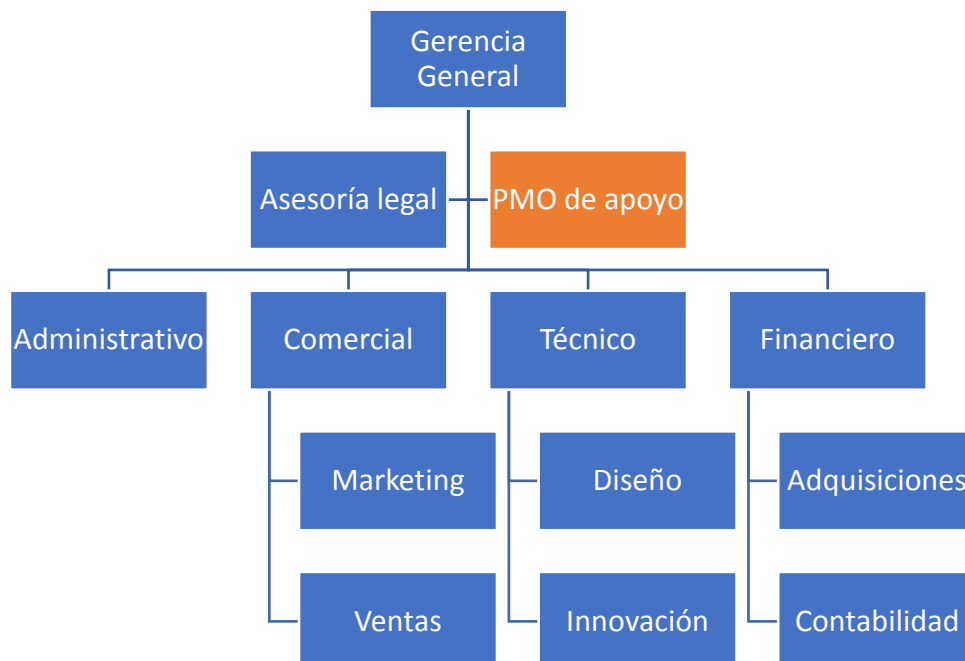 Gerencia
General
Asesoría legal
PMO de apoyo
Administrativo
Comercial
Técnico
Financiero
Marketing
Diseño
Adquisiciones
Ventas
Innovación
Contabilidad